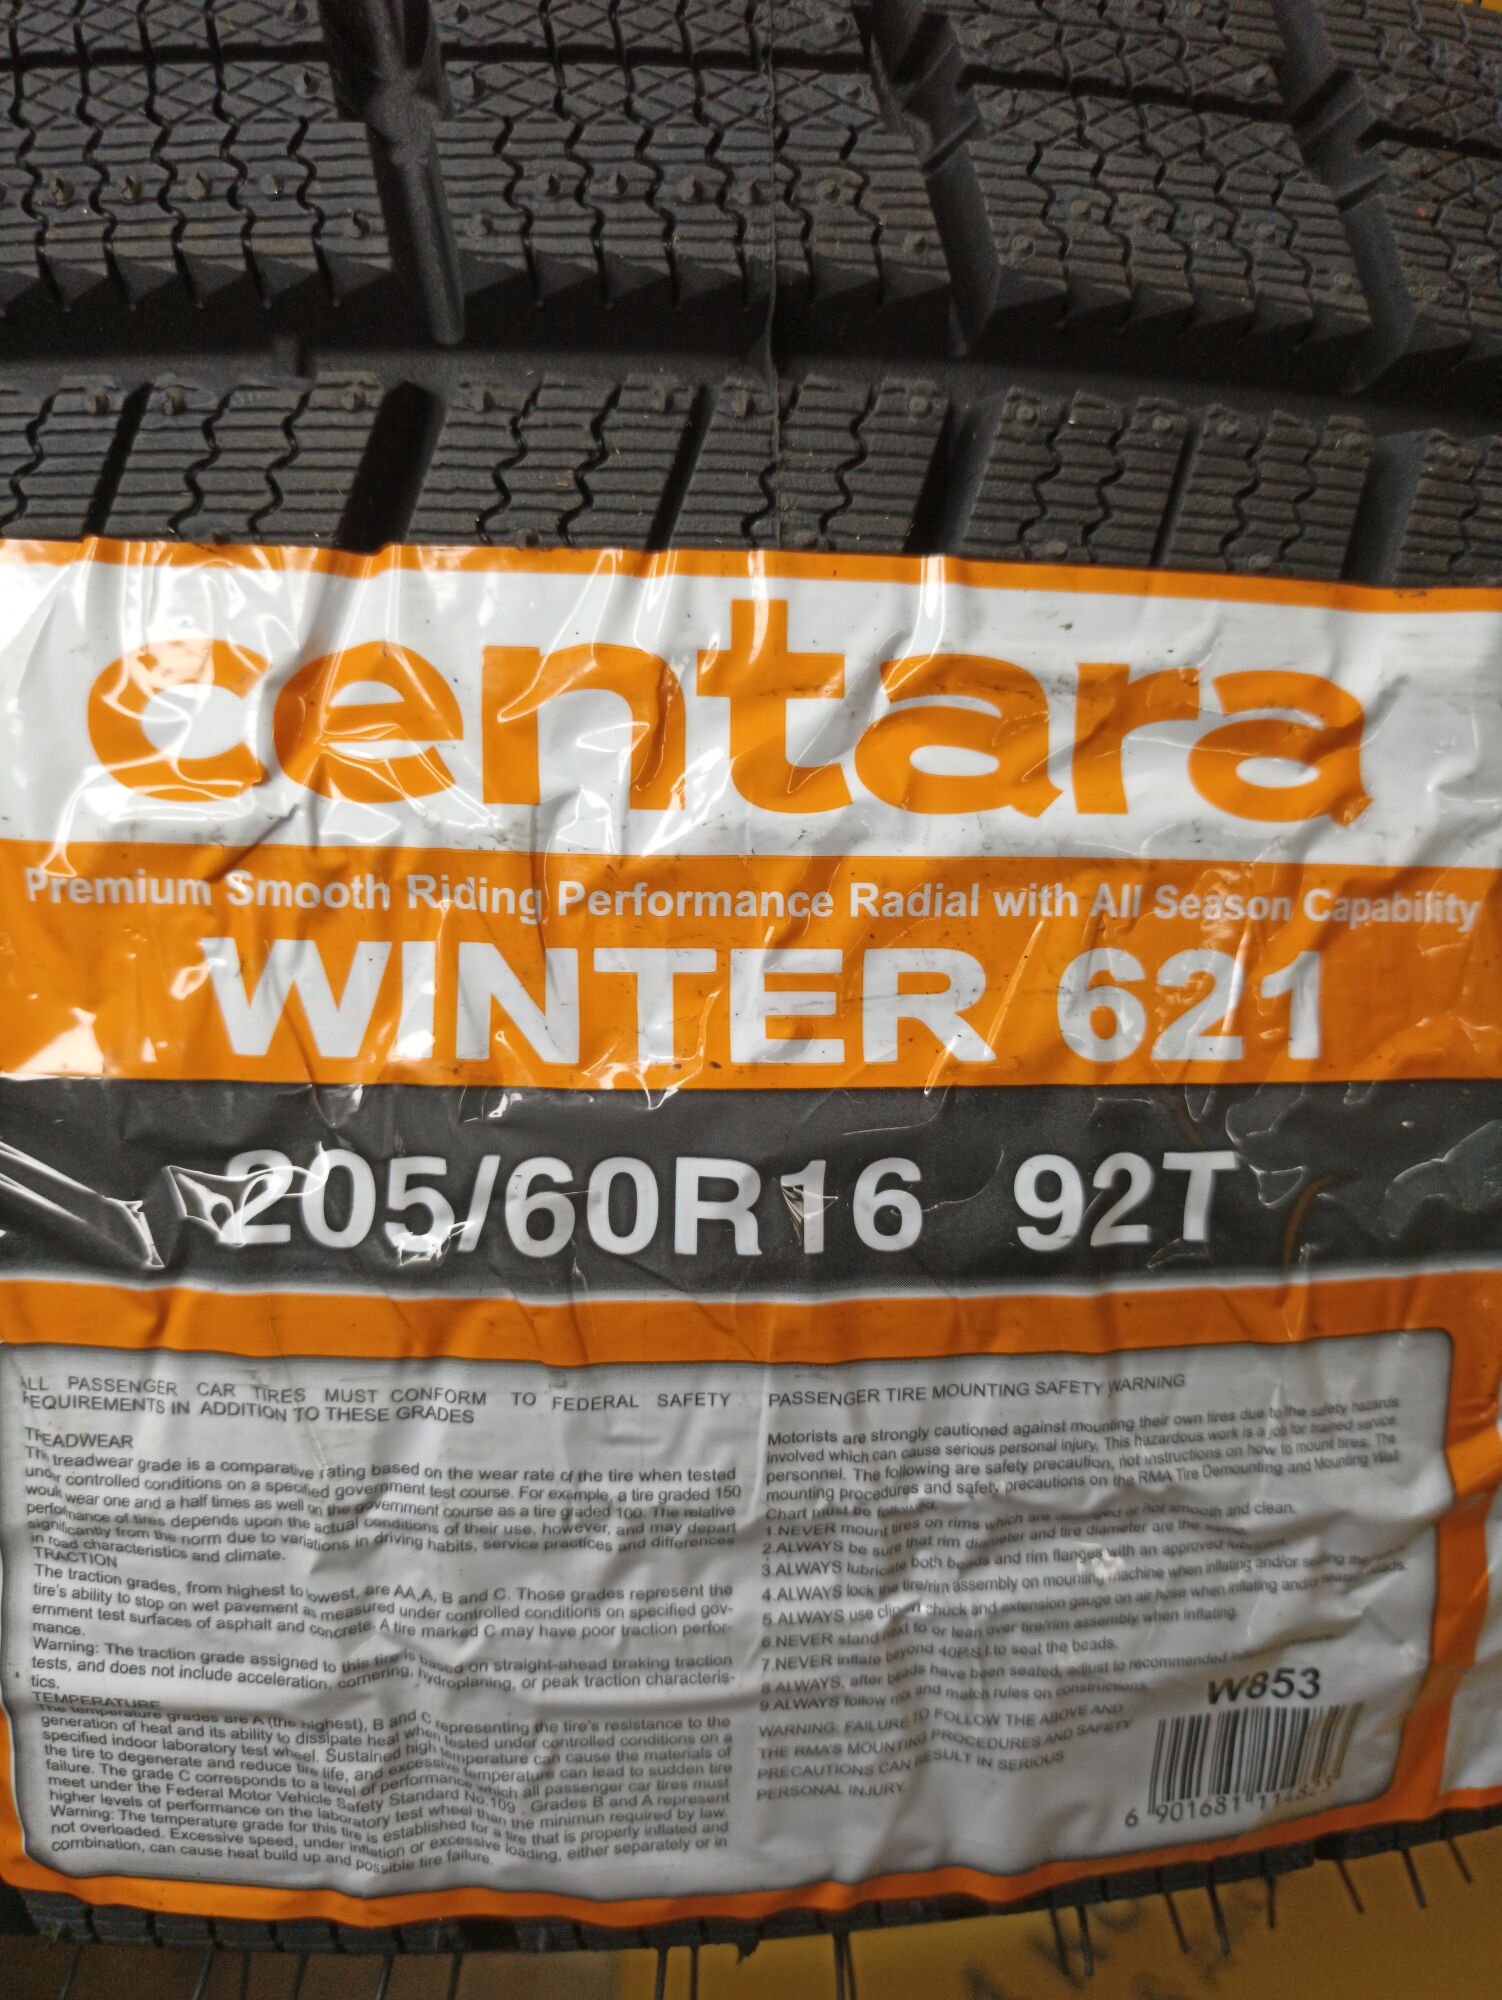 centara
Premium Smooth Riding Performance Radial with All Season Capability
WINTER 621
205/60R16 92T
ALL PASSENGER CAR TIRES MUST CONFORM TO FEDERAL SAFETY
REQUIREMENTS IN ADDITION TO THESE GRADES
TREADWEAR
The treadwear grade is a comparative rating based on the wear rate of the tire when tested
under controlled conditions on a specified government test course. For example, a tire graded 150
would wear one and a half times as well on the government course as a tire graded 100. The relative
performance of tires depends upon the actual conditions of their use, however, and may depart
significantly from the norm due to variations in driving habits, service practices and differences
in road characteristics and climate.
TRACTION
The traction grades, from highest to lowest, are AA,A, B and C. Those grades represent the
tire's ability to stop on wet pavement as measured under controlled conditions on specified gov-
ernment test surfaces of asphalt and concrete. A tire marked C may have poor traction perfor-
mance.
Warning: The traction grade assigned to this tire is based on straight-ahead braking traction
tests, and does not include acceleration, cornering, hydroplaning, or peak traction characteris-
tics.
TEMPERATURE
The temperature grades are A (the highest), B and C representing the tire's resistance to the
generation of heat and its ability to dissipate heat when tested under controlled conditions on a
specified indoor laboratory test wheel. Sustained high temperature can cause the materials of
the tire to degenerate and reduce tire life, and excessive temperature can lead to sudden tire
failure. The grade C corresponds to a level of performance which all passenger car tires must
meet under the Federal Motor Vehicle Safety Standard No.109 . Grades B and A represent
higher levels of performance on the laboratory test wheel than the minimun required by law.
Warning: The temperature grade for this tire is established for a tire that is properly inflated and
not overloaded. Excessive speed, under inflation or excessive loading, either separately or in
combination, can cause heat build up and possible tire failure.
PASSENGER TIRE MOUNTING SAFETY WARNING
Motorists are strongly cautioned against mounting their own tires due to the safety hazards
involved which can cause serious personal injury. This hazardous work is a job for trained service
personnel. The following are safety precaution, not instructions on how to mount tires. The
mounting procedures and safety precautions on the RMA Tire Demounting and Mounting Wall
Chart must be followed.
1.NEVER mount tires on rims which are damaged or not smooth and clean.
2.ALWAYS be sure that rim diameter and tire diameter are the same.
3.ALWAYS lubricate both beads and rim flanges with an approved lubricant.
4.ALWAYS lock the tire/rim assembly on mounting machine when inflating and/or seating the
5.ALWAYS use clip-on chuck and extension gauge on air hose when inflating and/or seating beads.
6.NEVER stand next to or lean over tire/rim assembly when inflating.
7.NEVER inflate beyond 40P.S.I.to seat the beads.
8.ALWAYS, after beads have been seated, adjust to recommended
9.ALWAYS follow mix and match rules on constructions.
WARNING: FAILURE TO FOLLOW THE ABOVE AND
THE RMA'S MOUNTING PROCEDURES AND SAFETY
PRECAUTIONS CAN RESULT IN SERIOUS
PERSONAL INJURY
W853
6 901681